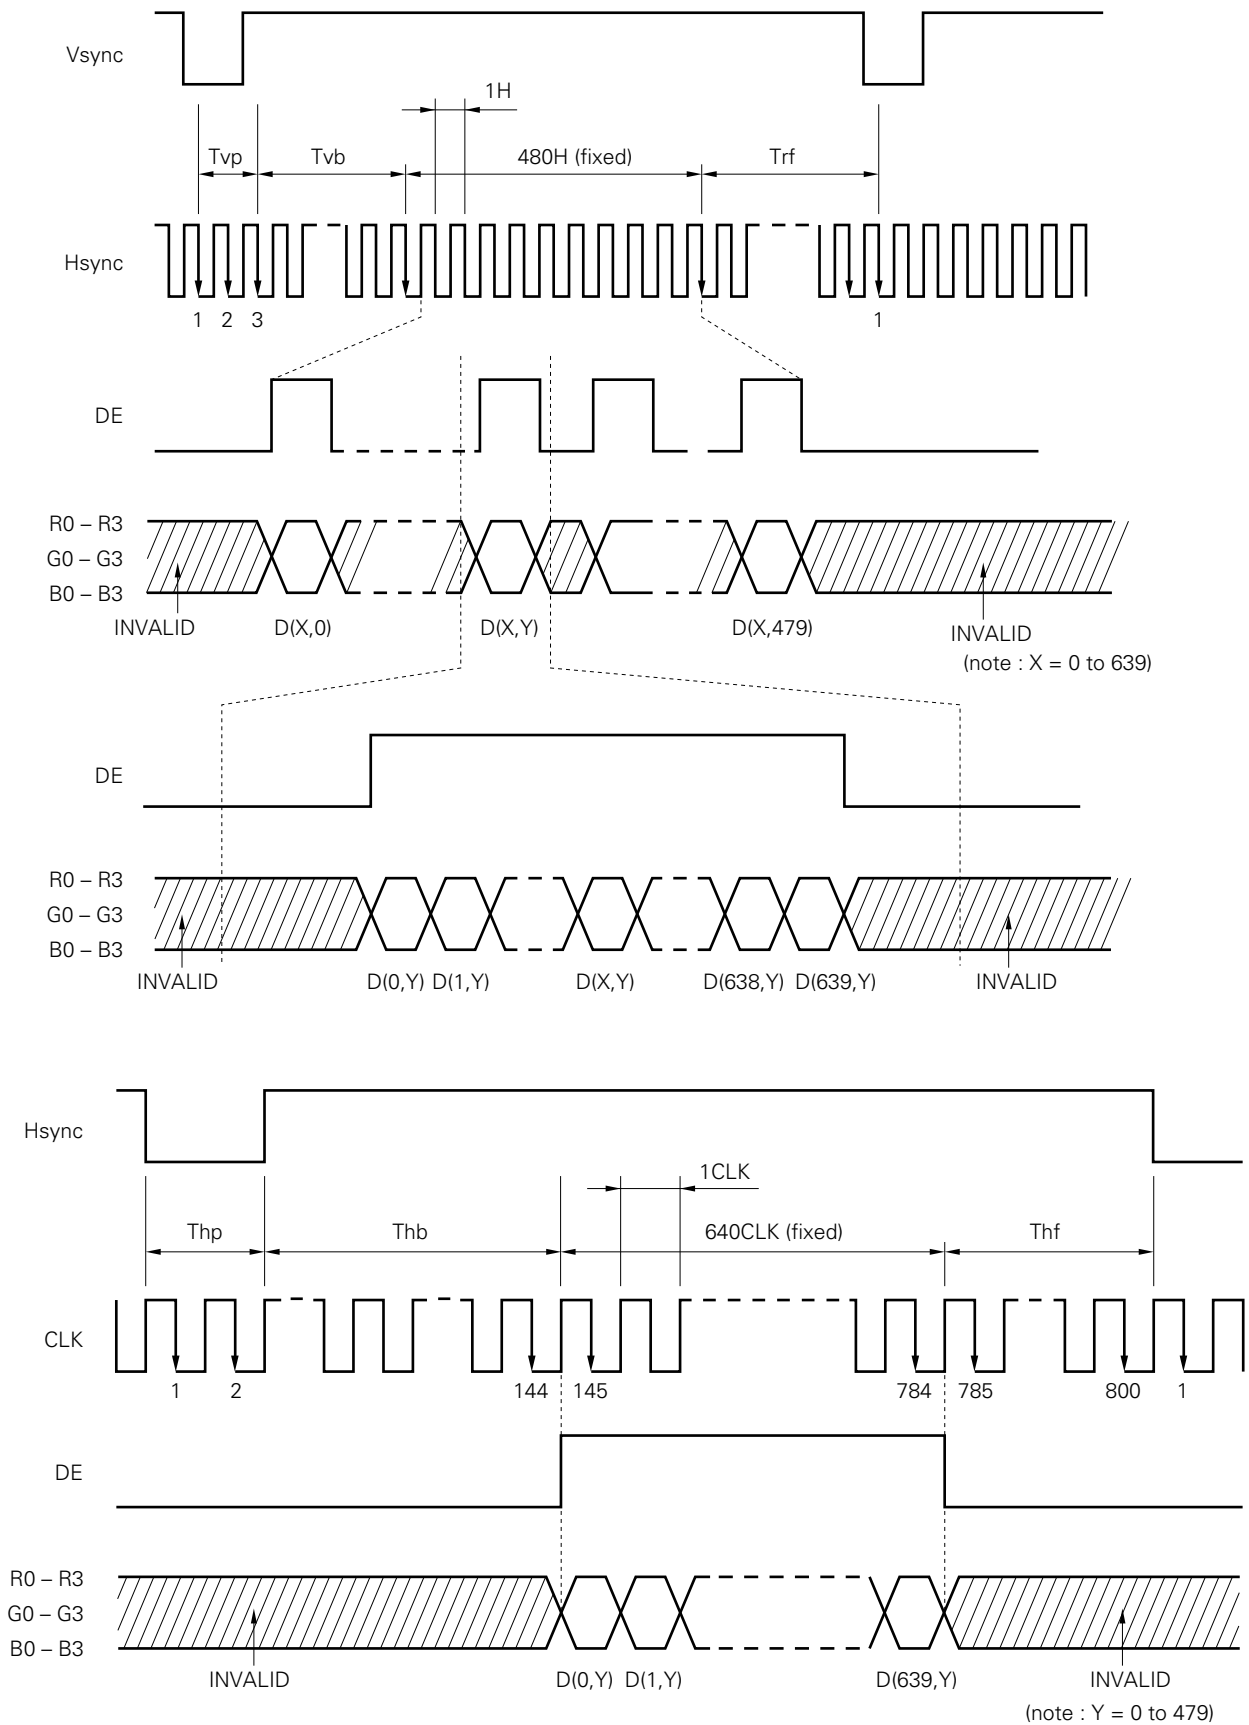 Vsync
1H
Tvp Tvb 480H (fixed) Trf
Hsync
1 2 3 1
DE
R0 – R3
G0 – G3
B0 – B3
INVALID D(X,0) D(X,Y) D(X,479) INVALID
(note : X = 0 to 639)
DE
R0 – R3
G0 – G3
B0 – B3
INVALID D(0,Y) D(1,Y) D(X,Y) D(638,Y) D(639,Y) INVALID
Hsync
1CLK
Thp Thb 640CLK (fixed) Thf
CLK
1 2 144 145 784 785 800 1
DE
R0 – R3
G0 – G3
B0 – B3
INVALID D(0,Y) D(1,Y) D(639,Y) INVALID
(note : Y = 0 to 479)